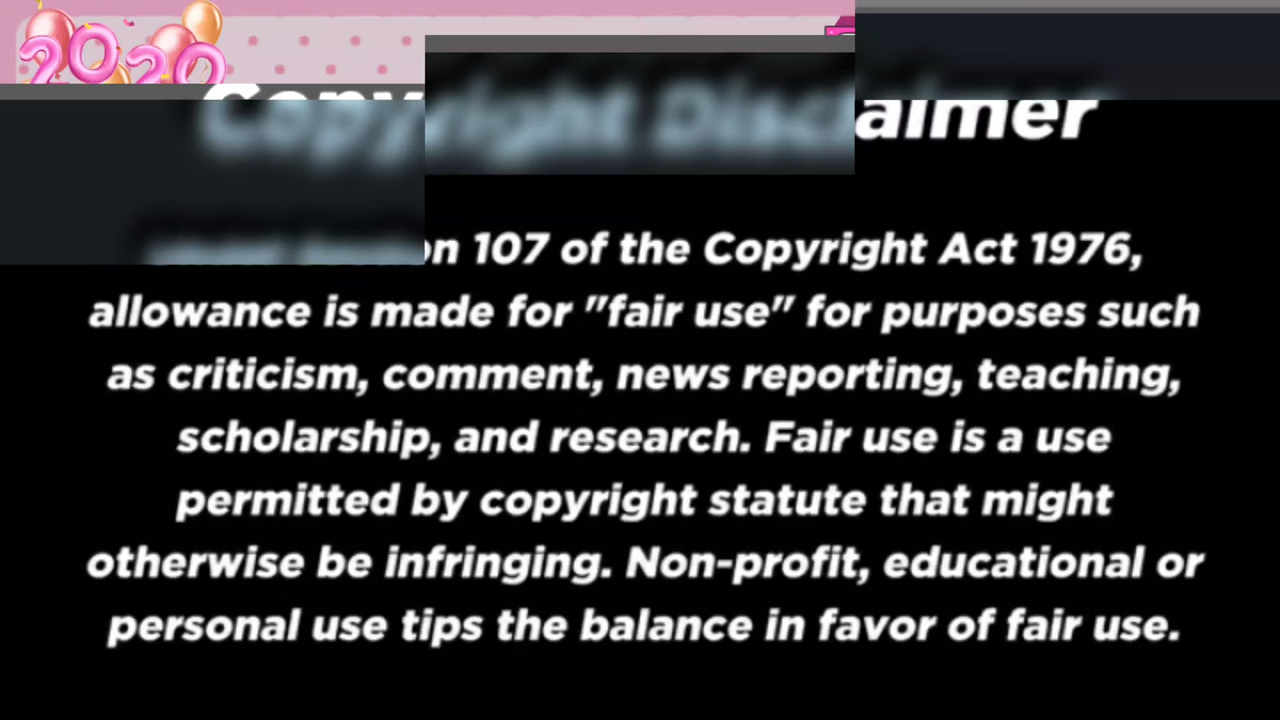 2020
Copyright Disclaimer
on 107 of the Copyright Act 1976,
allowance is made for "fair use" for purposes such
as criticism, comment, news reporting, teaching,
scholarship, and research. Fair use is a use
permitted by copyright statute that might
otherwise be infringing. Non-profit, educational or
personal use tips the balance in favor of fair use.